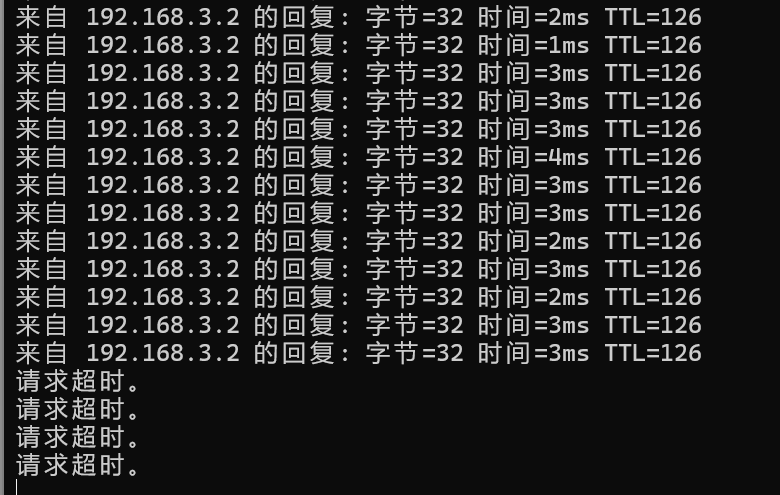 来自 192.168.3.2 的回复: 字节=32 时间=2ms TTL=126
来自 192.168.3.2 的回复: 字节=32 时间=1ms TTL=126
来自 192.168.3.2 的回复: 字节=32 时间=3ms TTL=126
来自 192.168.3.2 的回复: 字节=32 时间=3ms TTL=126
来自 192.168.3.2 的回复: 字节=32 时间=3ms TTL=126
来自 192.168.3.2 的回复: 字节=32 时间=4ms TTL=126
来自 192.168.3.2 的回复: 字节=32 时间=3ms TTL=126
来自 192.168.3.2 的回复: 字节=32 时间=3ms TTL=126
来自 192.168.3.2 的回复: 字节=32 时间=2ms TTL=126
来自 192.168.3.2 的回复: 字节=32 时间=3ms TTL=126
来自 192.168.3.2 的回复: 字节=32 时间=2ms TTL=126
来自 192.168.3.2 的回复: 字节=32 时间=3ms TTL=126
来自 192.168.3.2 的回复: 字节=32 时间=3ms TTL=126
请求超时。
请求超时。
请求超时。
请求超时。